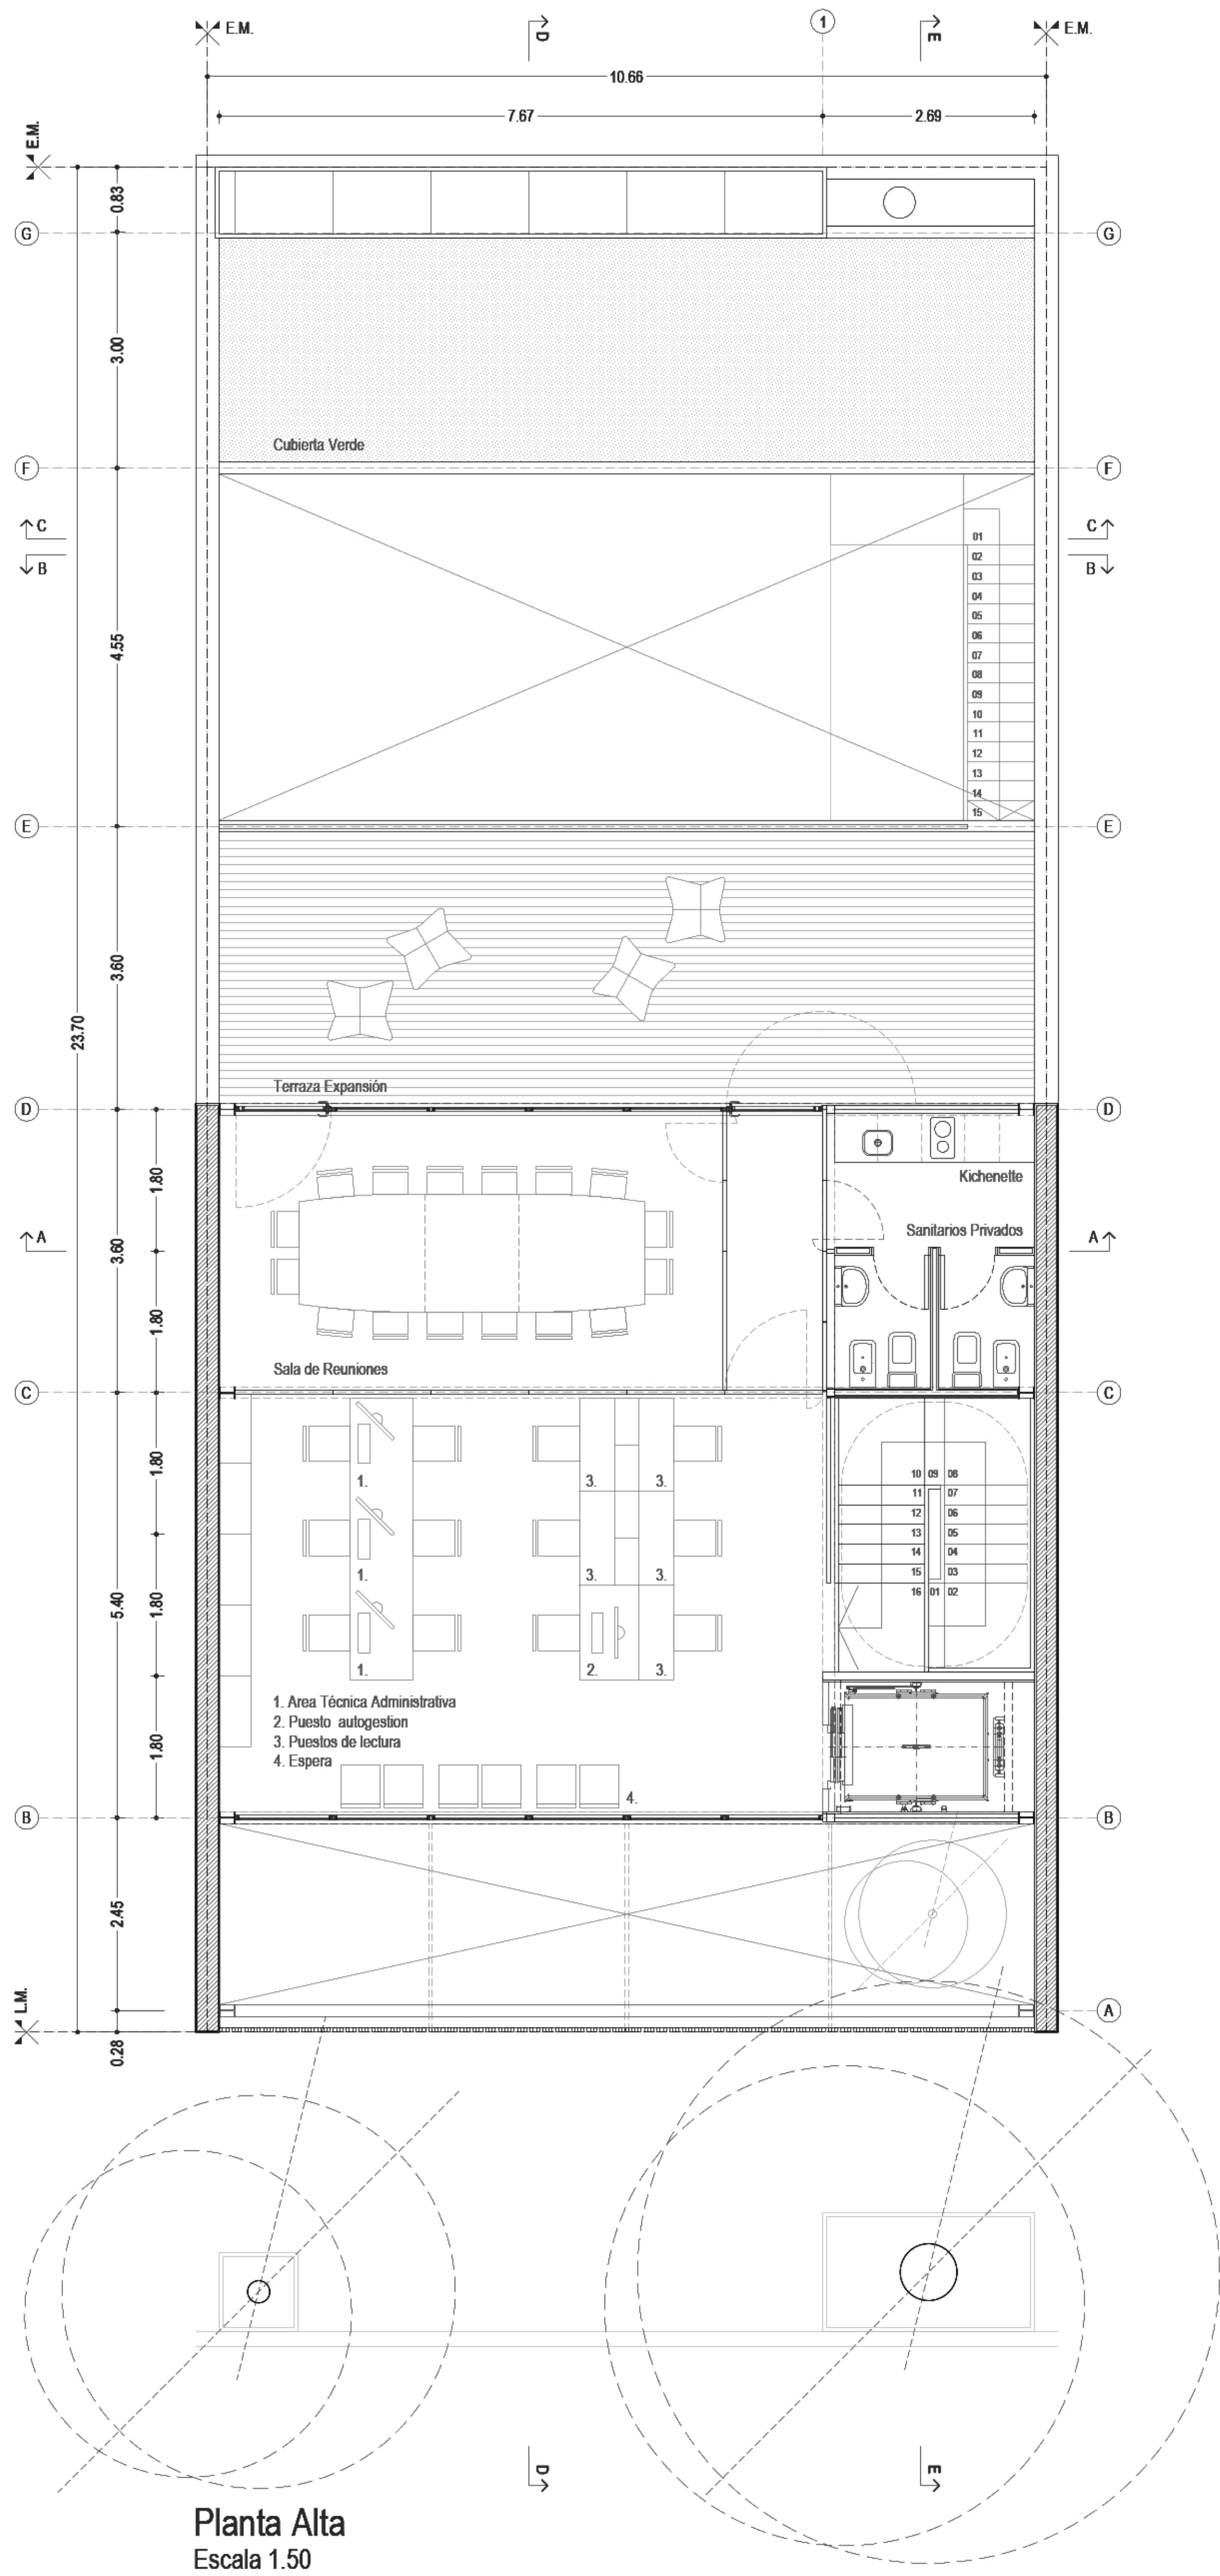 E.M.
D
1
E
E.M.
10.66
7.67
2.69
E.M.
0.83
G
G
3.00
Cubierta Verde
F
F
C
C
B
B
01
02
03
04
05
06
07
08
09
10
11
12
13
14
15
4.55
E
E
3.60
23.70
Terraza Expansión
D
D
1.80
Kichenette
Sanitarios Privados
A
A
3.60
1.80
Sala de Reuniones
C
C
1.80
1.
3.
3.
10 09 08
11 07
12 06
13 05
14 04
15 03
16 01 02
1.
3.
3.
5.40
1.80
1.
2.
3.
1. Area Técnica Administrativa
2. Puesto autogestion
3. Puestos de lectura
4. Espera
1.80
4.
B
B
2.45
L.M.
A
0.28
D
E
Planta Alta
Escala 1.50